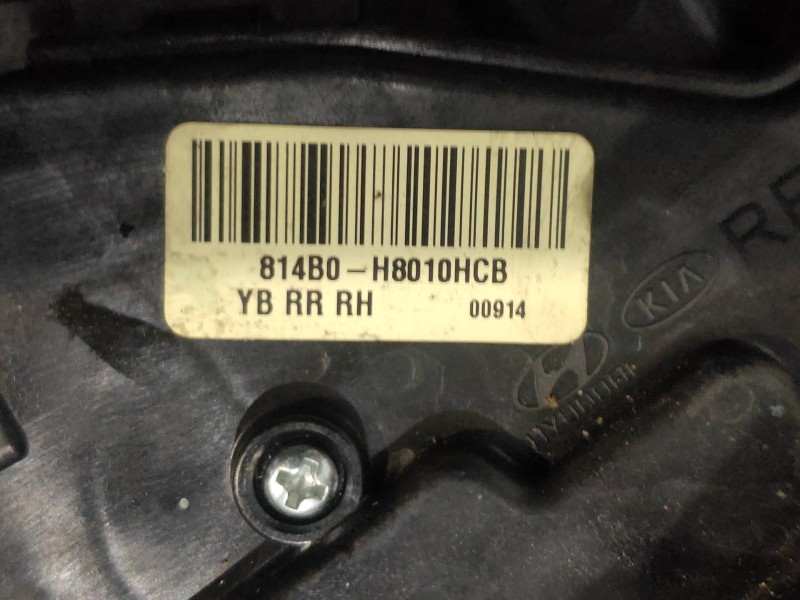 814B0-H8010HCB
YB RR RH 00914
KIA
HYUNDAI